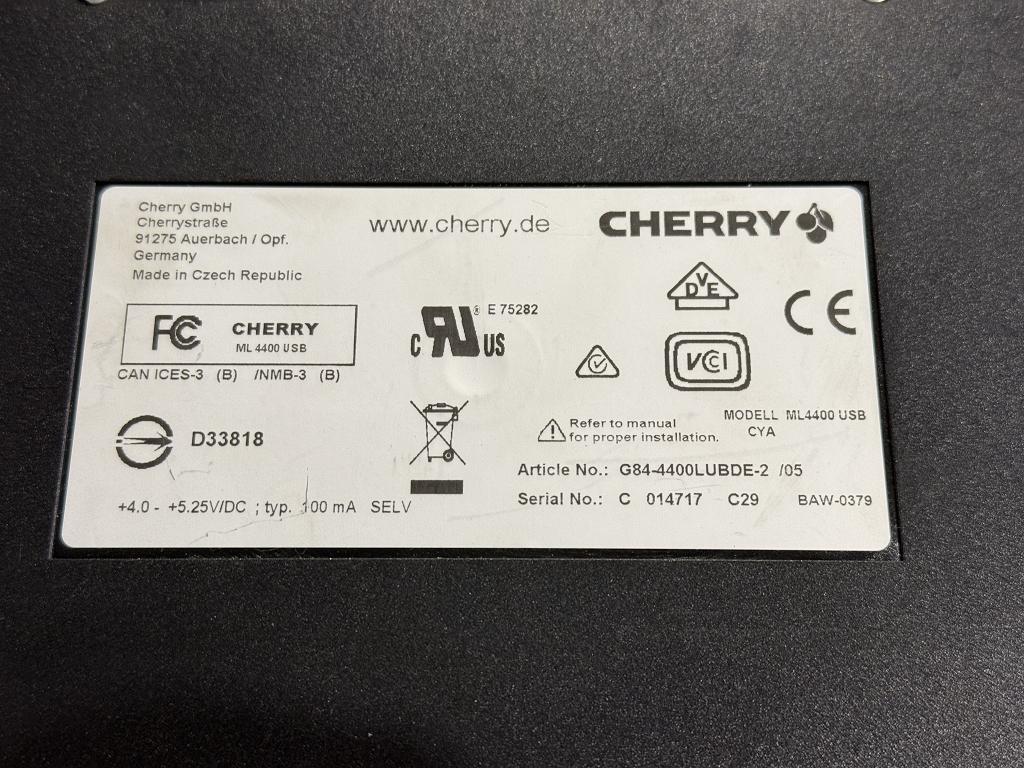 Cherry GmbH
Cherrystraße
91275 Auerbach / Opf.
Germany
Made in Czech Republic
www.cherry.de
CHERRY
FC CHERRY
ML 4400 USB
CAN ICES-3 (B) /NMB-3 (B)
c RU ® US E 75282
DVE
CE
VCI
D33818
Refer to manual
for proper installation.
MODELL ML4400 USB
CYA
Article No.: G84-4400LUBDE-2 /05
Serial No.: C 014717 C29 BAW-0379
+4.0 - +5.25V/DC ; typ. 100 mA SELV